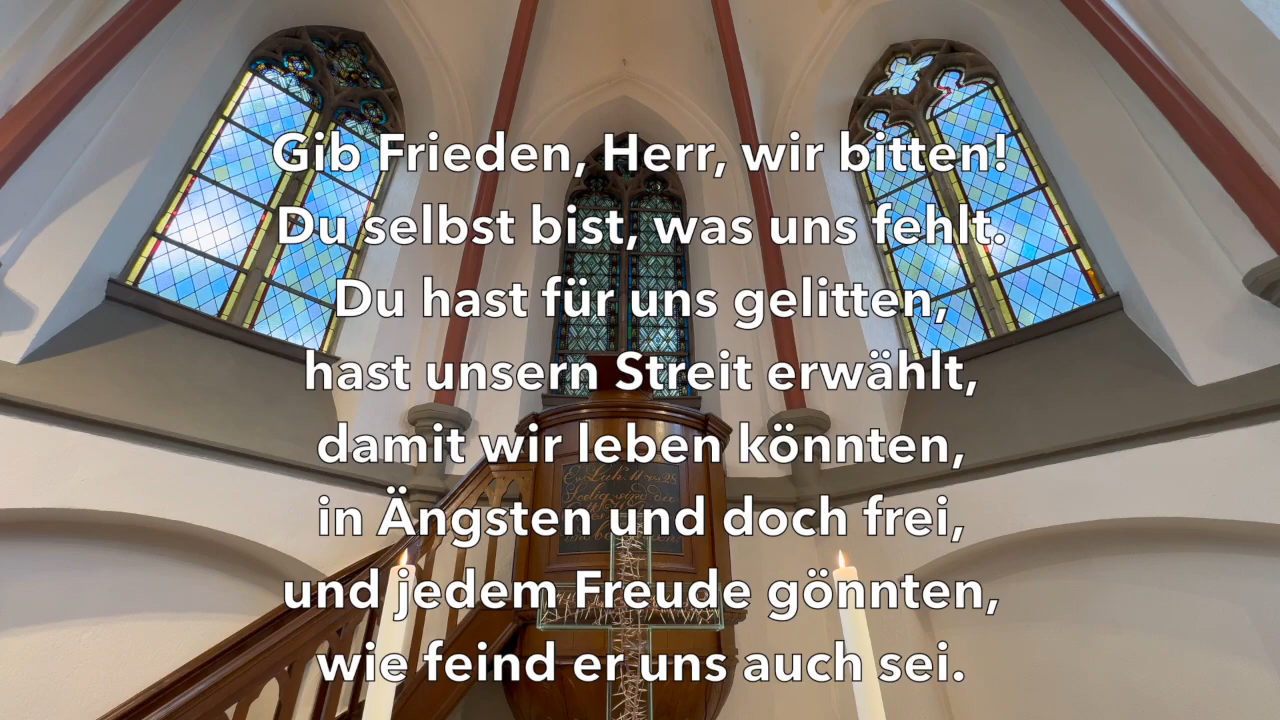 Gib Frieden, Herr, wir bitten!
Du selbst bist, was uns fehlt.
Du hast für uns gelitten,
hast unsern Streit erwählt,
damit wir leben könnten,
in Ängsten und doch frei,
und jedem Freude gönnten,
wie feind er uns auch sei.